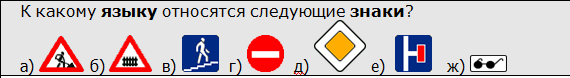 К какому языку относятся следующие знаки?
а) б) в) г) д) е) ж)